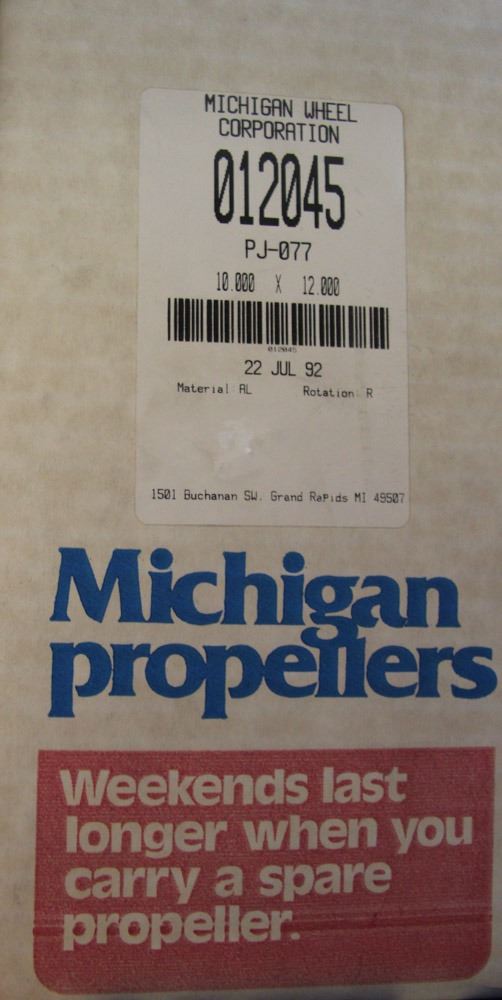 MICHIGAN WHEEL
CORPORATION
012045
PJ-077
10.000 X 12.000
012045
22 JUL 92
Material AL Rotation R
1501 Buchanan SW. Grand Rapids MI 49507
Michigan
propellers
Weekends last
longer when you
carry a spare
propeller.